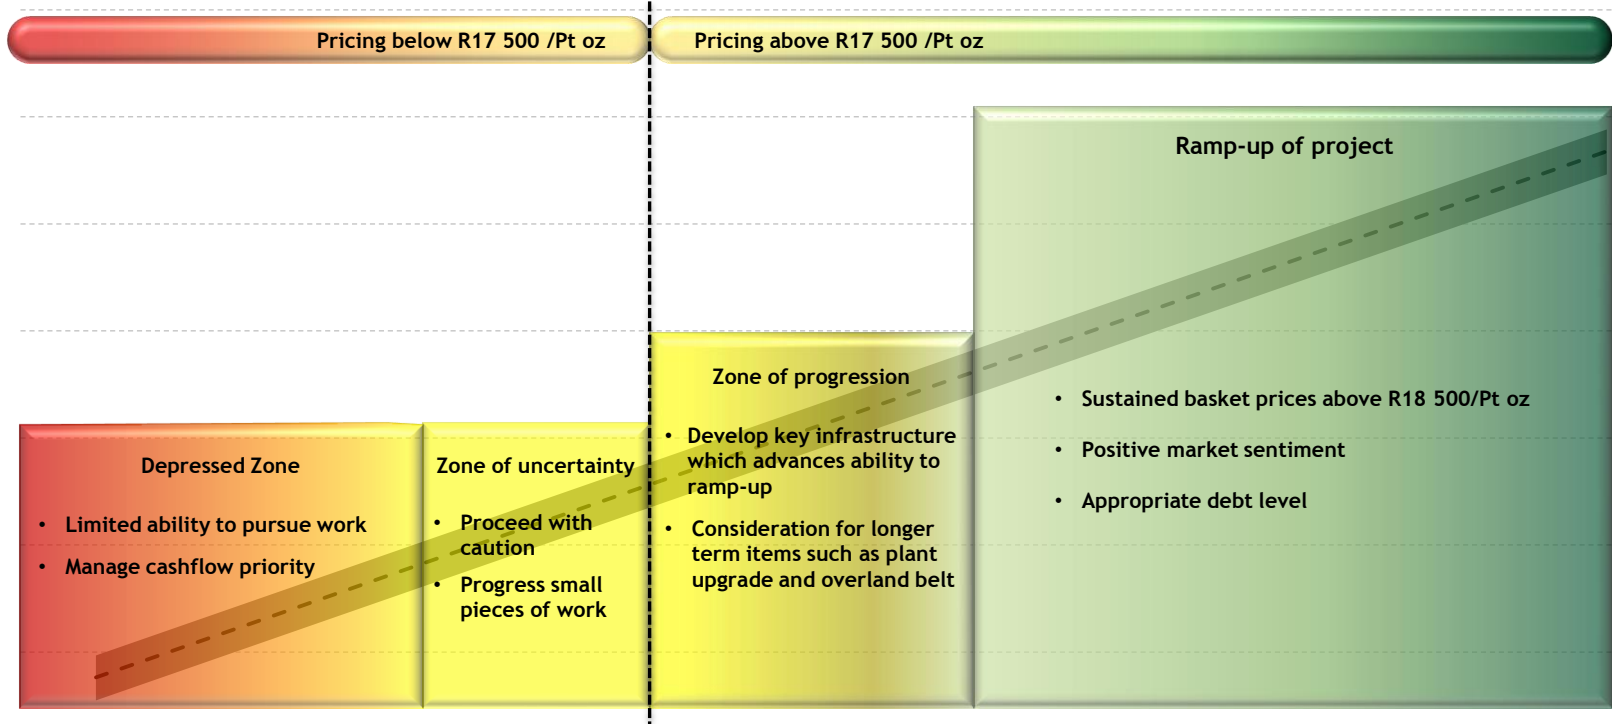 Pricing below R17 500 /Pt oz
Pricing above R17 500 /Pt oz
Depressed Zone
• Limited ability to pursue work
• Manage cashflow priority
Zone of uncertainty
• Proceed with
caution
• Progress small
pieces of work
Zone of progression
• Develop key infrastructure
which advances ability to
ramp-up
• Consideration for longer
term items such as plant
upgrade and overland belt
Ramp-up of project
• Sustained basket prices above R18 500/Pt oz
• Positive market sentiment
• Appropriate debt level